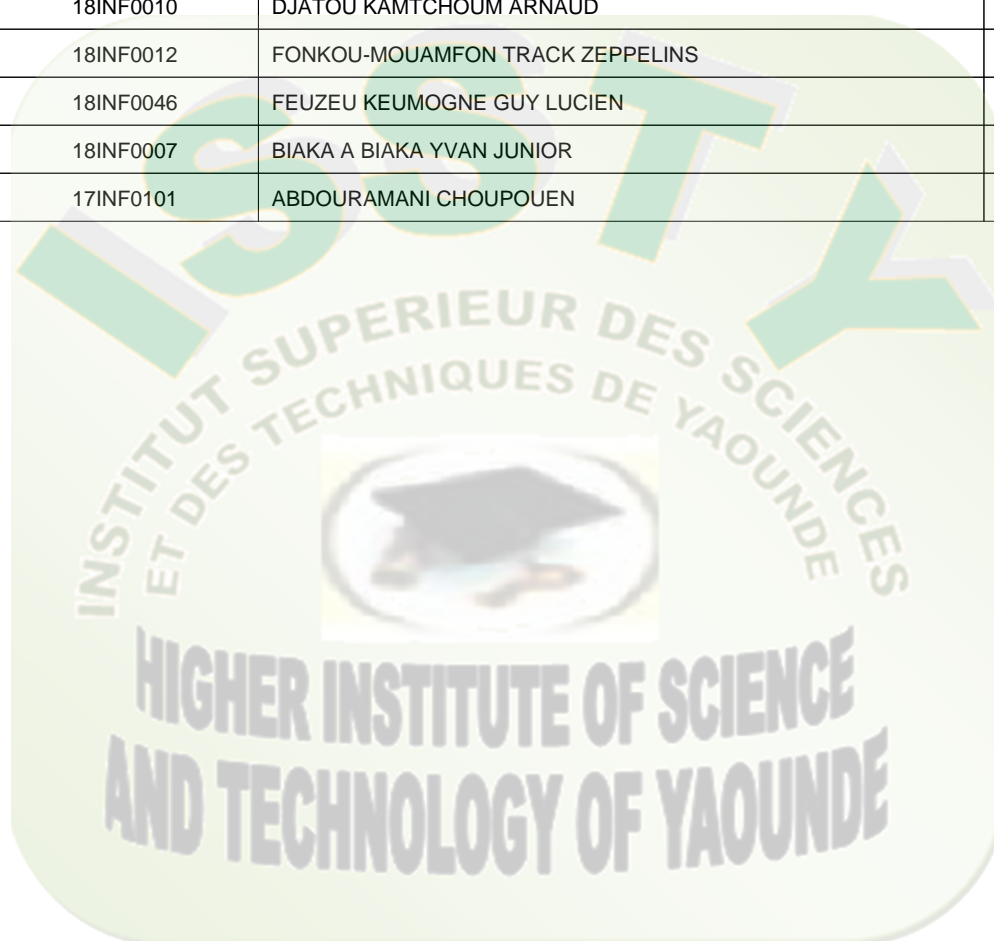 18INF0010 DJATOU KAMTCHOUM ARNAUD
18INF0012 FONKOU-MOUAMFON TRACK ZEPPELINS
18INF0046 FEUZEU KEUMOGNE GUY LUCIEN
18INF0007 BIAKA A BIAKA YVAN JUNIOR
17INF0101 ABDOURAMANI CHOUPOUEN
ISSTY
INSTITUT SUPERIEUR DES SCIENCES
ET DES TECHNIQUES DE YAOUNDE
HIGHER INSTITUTE OF SCIENCE
AND TECHNOLOGY OF YAOUNDE